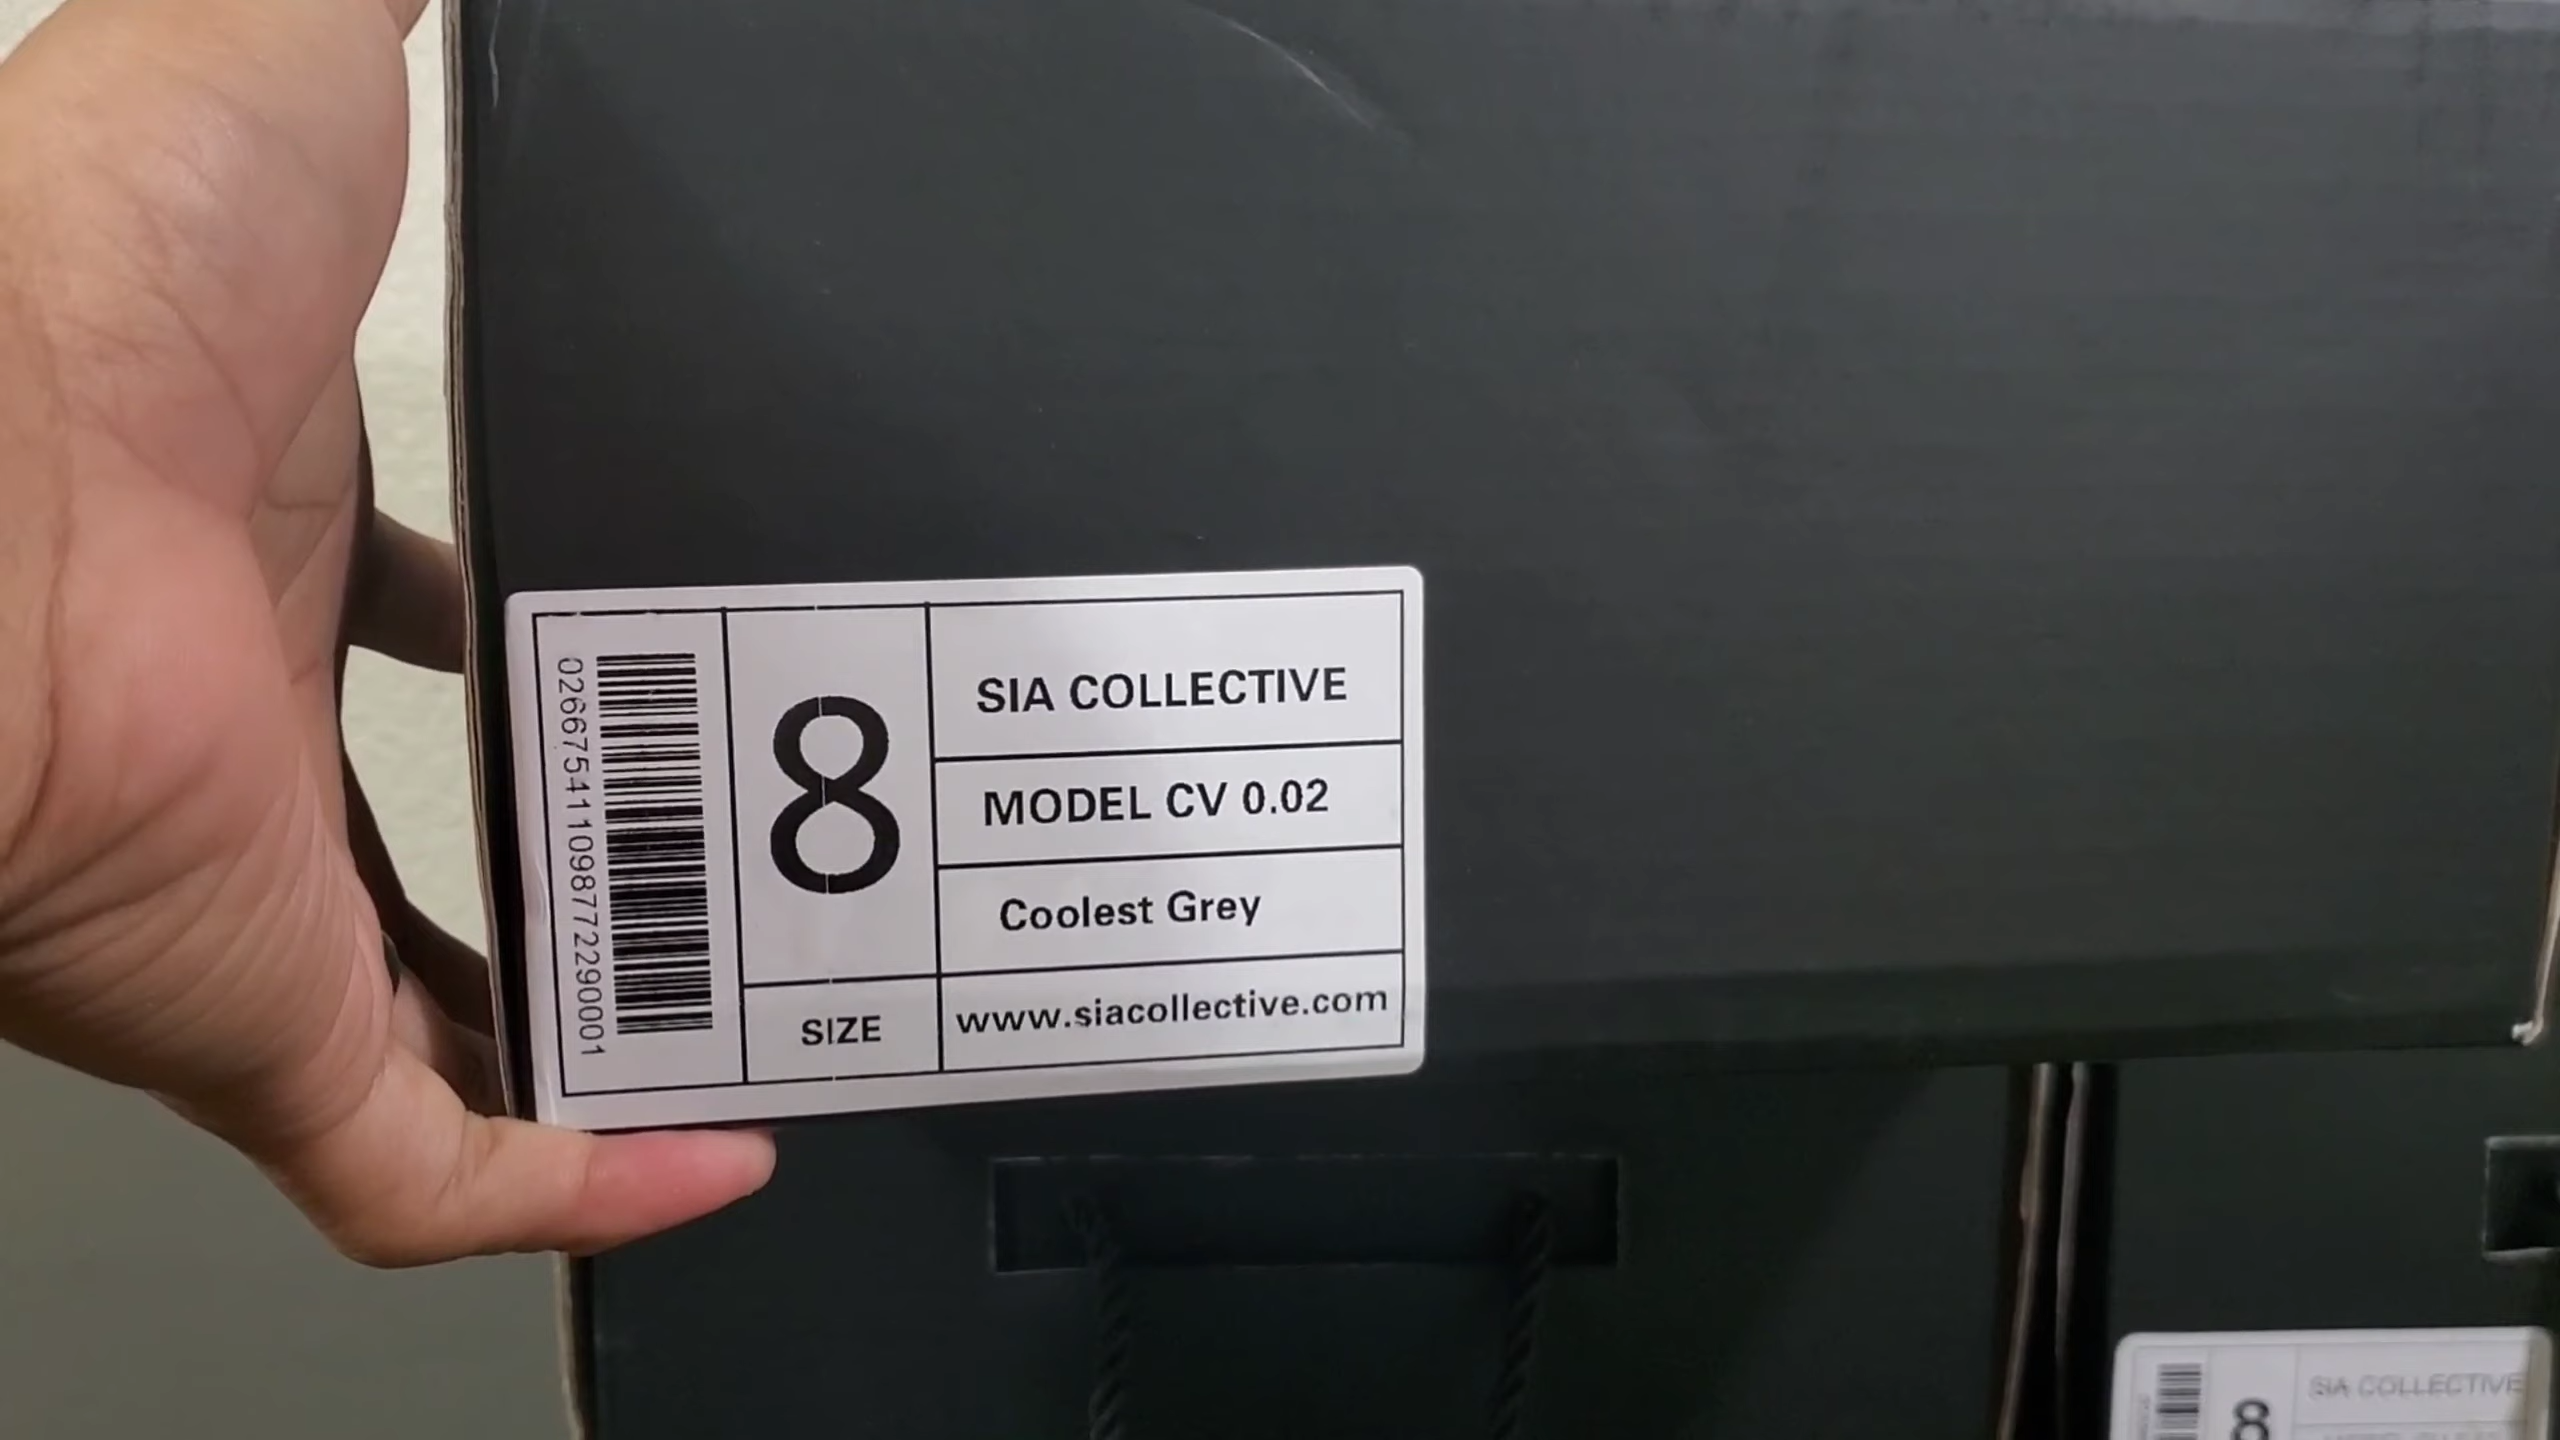 026675411098772290001
8
SIZE
SIA COLLECTIVE
MODEL CV 0.02
Coolest Grey
www.siacollective.com
SIA COLLECTIVE
8